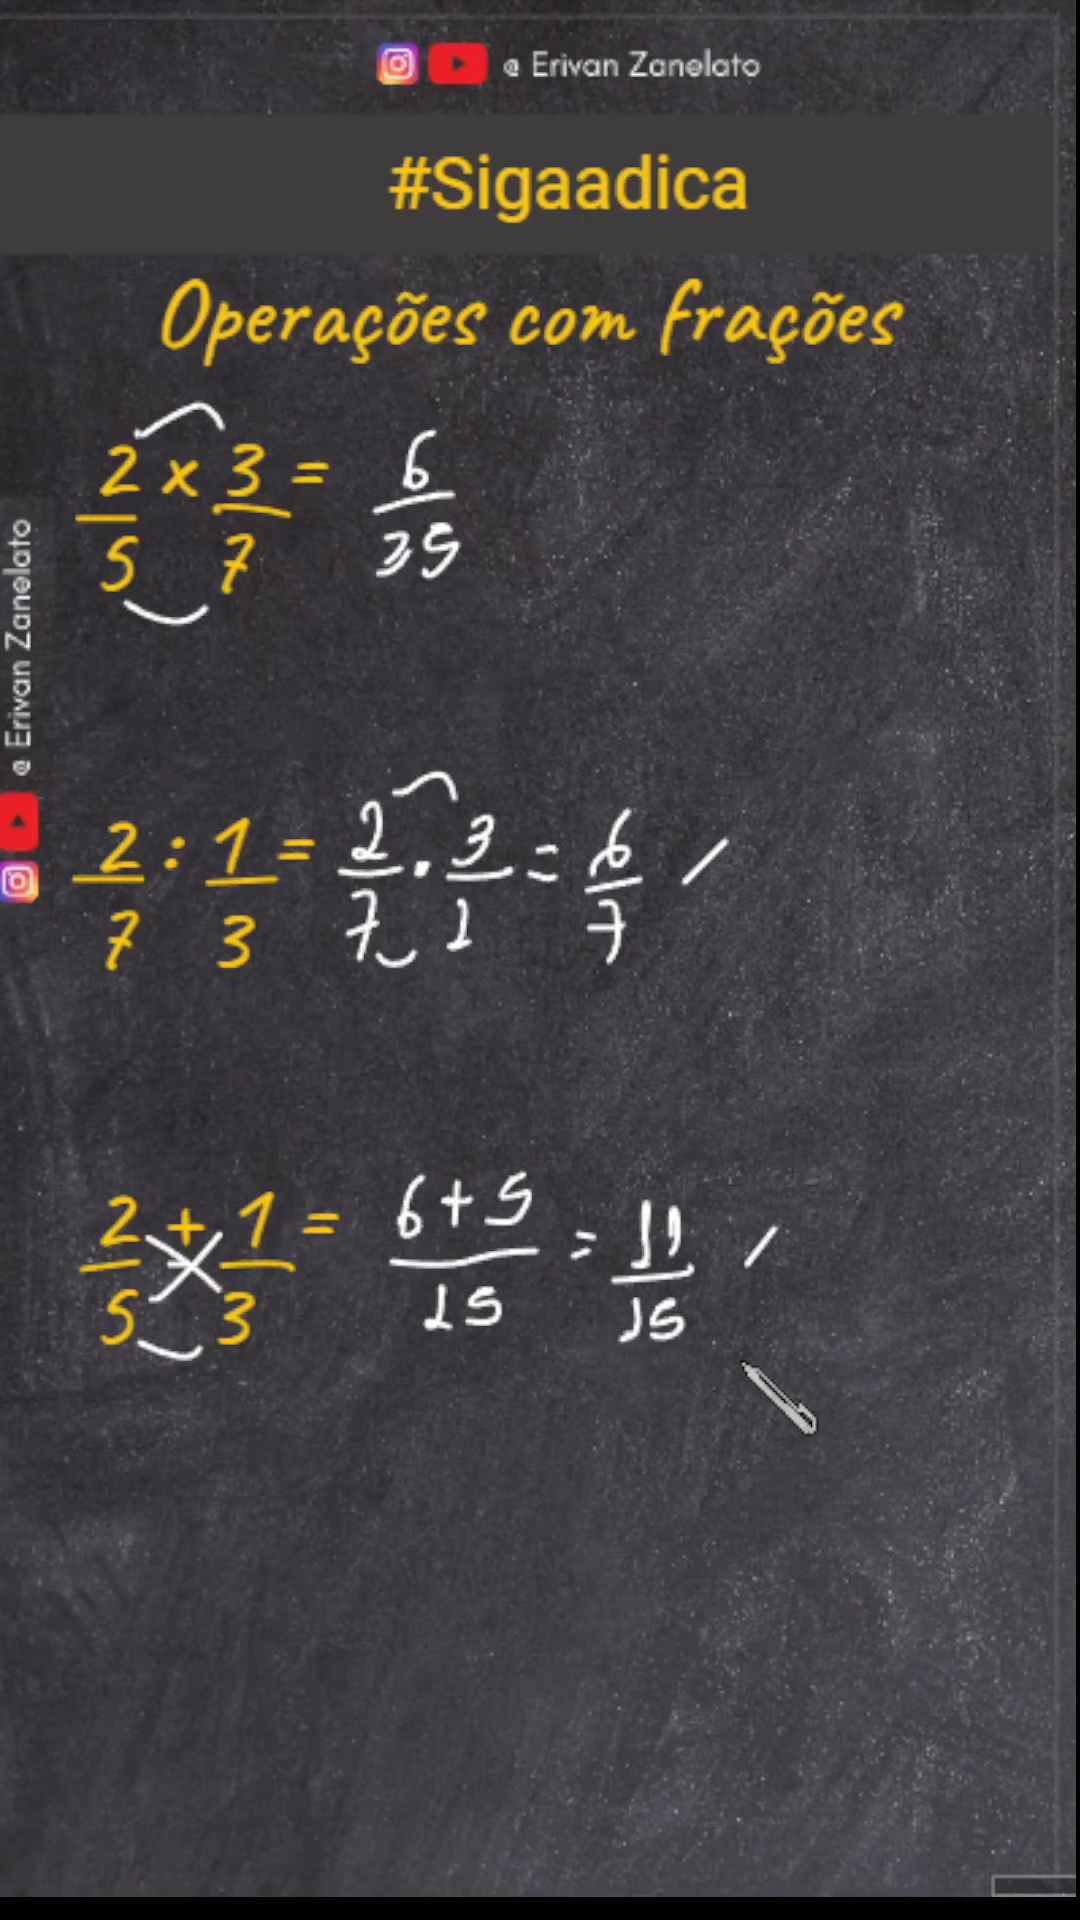 @ Erivan Zanelato
#Sigaadica
Operações com frações
2/5 x 3/7 = 6/35
@ Erivan Zanelato
2/7 : 1/3 = 2/7 . 3/1 = 6/7
2/5 + 1/3 = 6+5/15 = 11/15